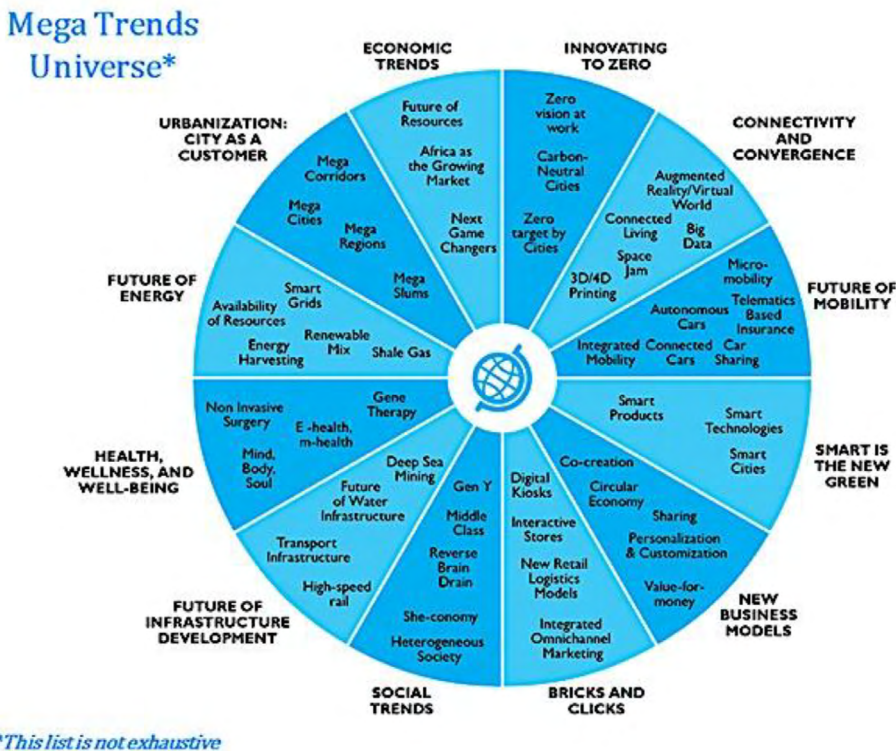 Mega Trends
Universe*
ECONOMIC
TRENDS
Future of
Resources
Africa as
the Growing
Market
Next
Game
Changers
INNOVATING
TO ZERO
Zero
vision at
work
Carbon-
Neutral
Cities
Zero
target by
Cities
CONNECTIVITY
AND
CONVERGENCE
Augmented
Reality/Virtual
World
Connected
Living
Big
Data
Space
Jam
3D/4D
Printing
FUTURE OF
MOBILITY
Micro-
mobility
Telematics
Based
Insurance
Autonomous
Cars
Integrated
Mobility
Connected
Cars
Car
Sharing
SMART IS
THE NEW
GREEN
Smart
Products
Smart
Technologies
Smart
Cities
NEW
BUSINESS
MODELS
Co-creation
Circular
Economy
Sharing
Personalization
& Customization
Value-for-
money
BRICKS AND
CLICKS
Digital
Kiosks
Interactive
Stores
New Retail
Logistics
Models
Integrated
Omnichannel
Marketing
SOCIAL
TRENDS
Gen Y
Middle
Class
Reverse
Brain
Drain
She-conomy
Heterogeneous
Society
FUTURE OF
INFRASTRUCTURE
DEVELOPMENT
Deep Sea
Mining
Future
of Water
Infrastructure
Transport
Infrastructure
High-speed
rail
HEALTH,
WELLNESS, AND
WELL-BEING
Non Invasive
Surgery
Gene
Therapy
E -health,
m-health
Mind,
Body,
Soul
FUTURE OF
ENERGY
Smart
Grids
Availability
of Resources
Energy
Harvesting
Renewable
Mix
Shale Gas
URBANIZATION:
CITY AS A
CUSTOMER
Mega
Corridors
Mega
Cities
Mega
Regions
Mega
Slums
*This list is not exhaustive